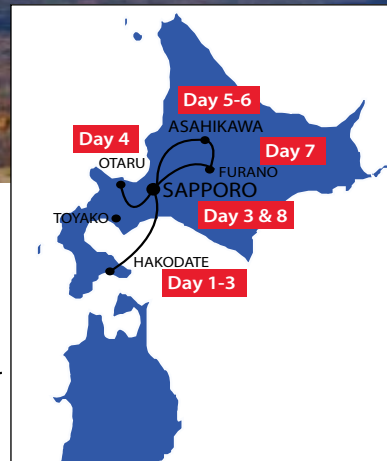 Day 5-6
ASAHIKAWA
Day 4
OTARU
Day 7
FURANO
SAPPORO
TOYAKO
Day 3 & 8
HAKODATE
Day 1-3